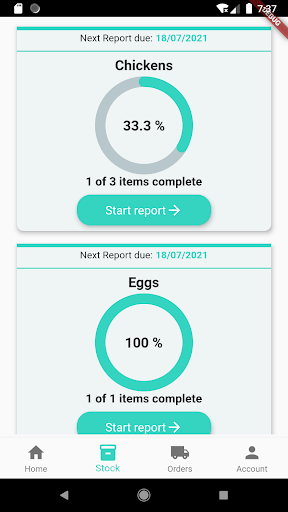 7:37
DEBUG
Next Report due: 18/07/2021
Chickens
33.3 %
1 of 3 items complete
Start report →
Next Report due: 18/07/2021
Eggs
100 %
1 of 1 items complete
Start report →
Home Stock Orders Account